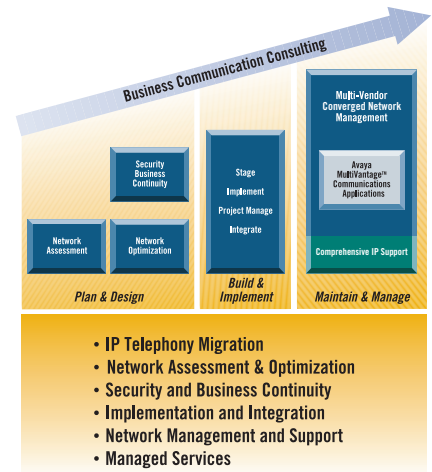 Business Communication Consulting
Security
Business
Continuity
Network
Assessment
Network
Optimization
Plan & Design
Stage
Implement
Project Manage
Integrate
Build &
Implement
Multi-Vendor
Converged Network
Management
Avaya
MultiVantage™
Communications
Applications
Comprehensive IP Support
Maintain & Manage
• IP Telephony Migration
• Network Assessment & Optimization
• Security and Business Continuity
• Implementation and Integration
• Network Management and Support
• Managed Services